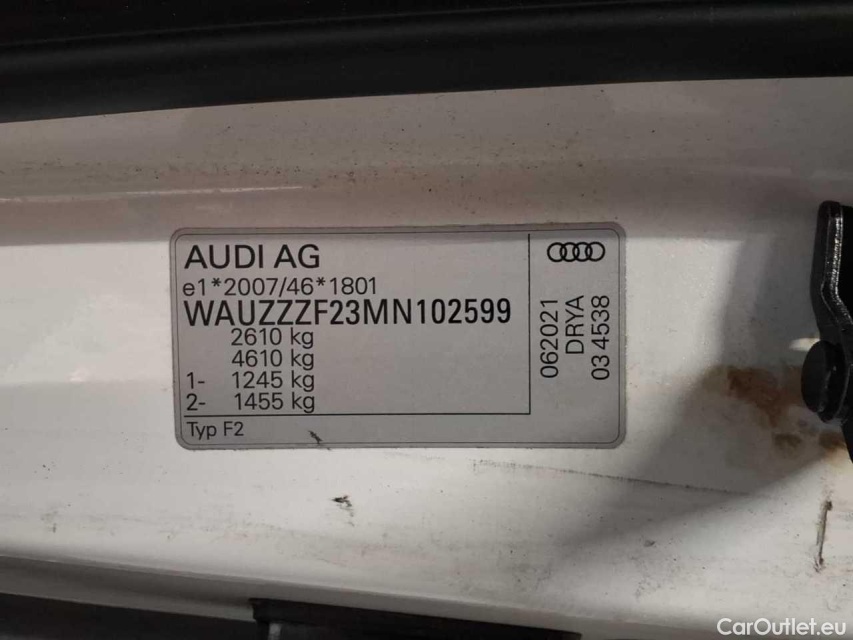 AUDI AG
e1*2007/46*1801
WAUZZZF23MN102599
2610 kg
4610 kg
1- 1245 kg
2- 1455 kg
Typ F2
062021
DRYA
03 4538
CarOutlet.eu